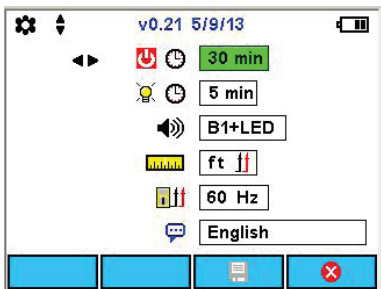 v0.21 5/9/13
30 min
5 min
B1+LED
ft
60 Hz
English